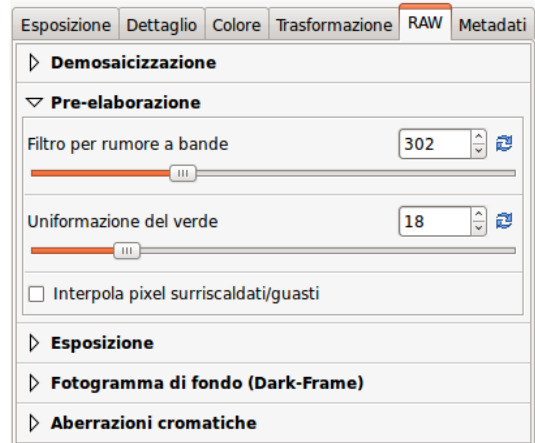 Esposizione Dettaglio Colore Trasformazione RAW Metadati
Demosaicizzazione
Pre-elaborazione
Filtro per rumore a bande 302
Uniformazione del verde 18
Interpola pixel surriscaldati/guasti
Esposizione
Fotogramma di fondo (Dark-Frame)
Aberrazioni cromatiche